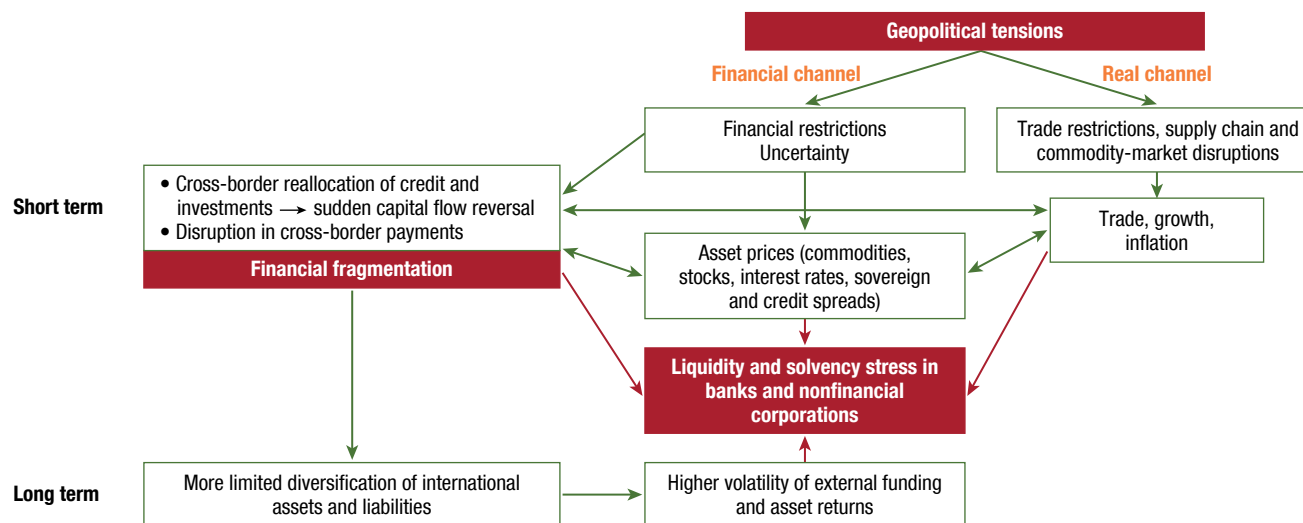 Geopolitical tensions
Financial channel
Real channel
Financial restrictions
Uncertainty
Trade restrictions, supply chain and
commodity-market disruptions
Short term
• Cross-border reallocation of credit and
investments → sudden capital flow reversal
• Disruption in cross-border payments
Financial fragmentation
Trade, growth,
inflation
Asset prices (commodities,
stocks, interest rates, sovereign
and credit spreads)
Liquidity and solvency stress in
banks and nonfinancial
corporations
Long term
More limited diversification of international
assets and liabilities
Higher volatility of external funding
and asset returns